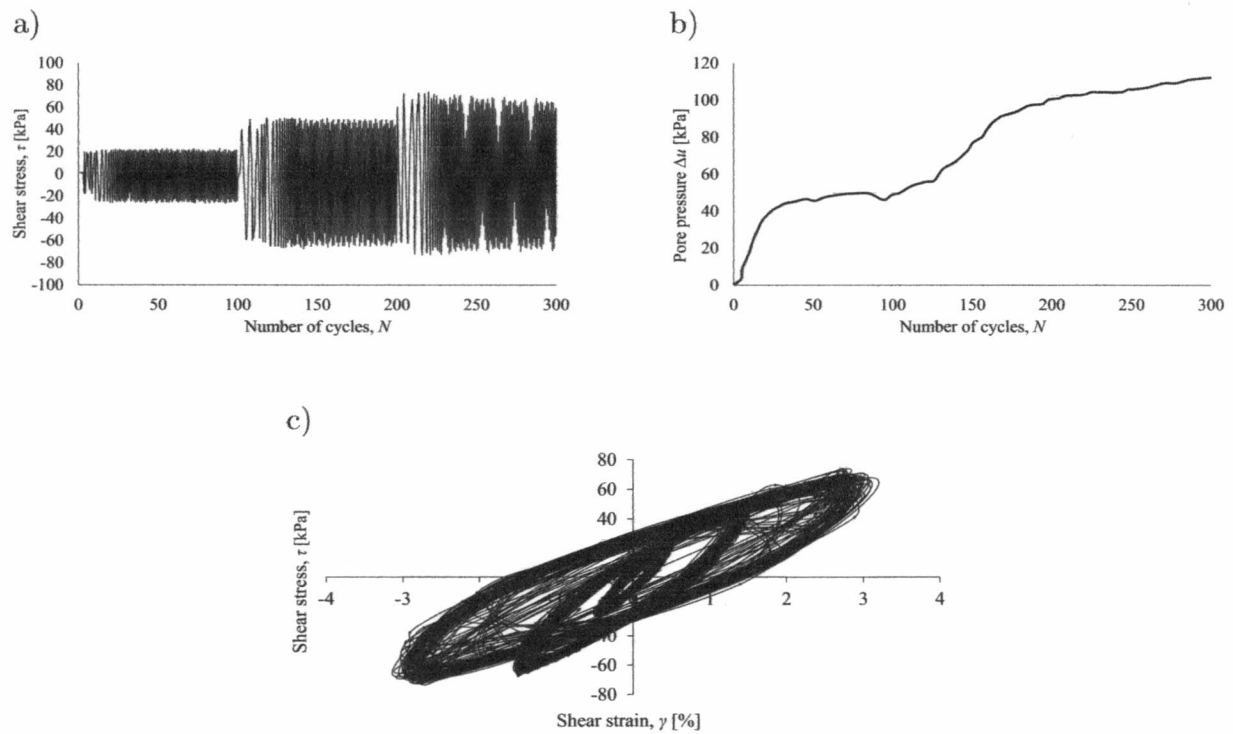 a)
100
80
60
40
20
0
-20
-40
-60
-80
-100
Shear stress, τ [kPa]
0 50 100 150 200 250 300
Number of cycles, N
b)
120
100
80
60
40
20
0
Pore pressure Δu [kPa]
0 50 100 150 200 250 300
Number of cycles, N
c)
80
60
40
20
-4 -3 1 2 3 4
-60
-80
Shear stress, τ [kPa]
Shear strain, γ [%]